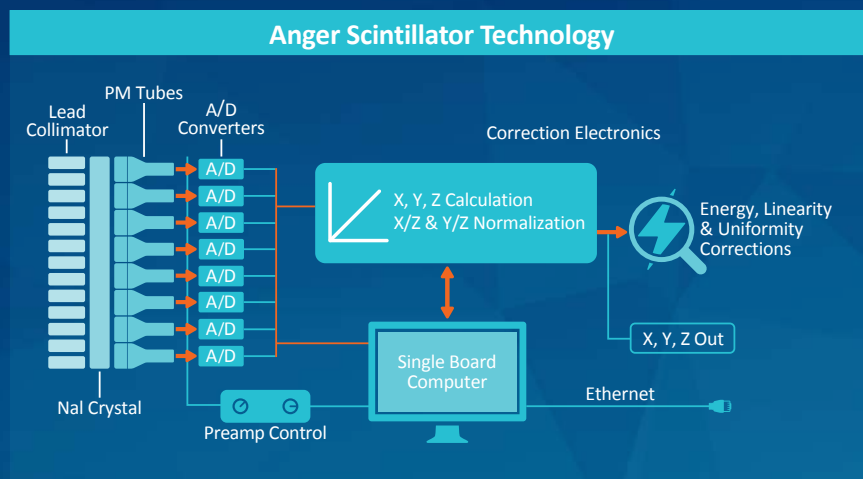 Anger Scintillator Technology
PM Tubes
Lead
Collimator
A/D
Converters
Correction Electronics
A/D
A/D
A/D
A/D
A/D
A/D
A/D
A/D
X, Y, Z Calculation
X/Z & Y/Z Normalization
Energy, Linearity
& Uniformity
Corrections
X, Y, Z Out
Single Board
Computer
Ethernet
NaI Crystal
Preamp Control